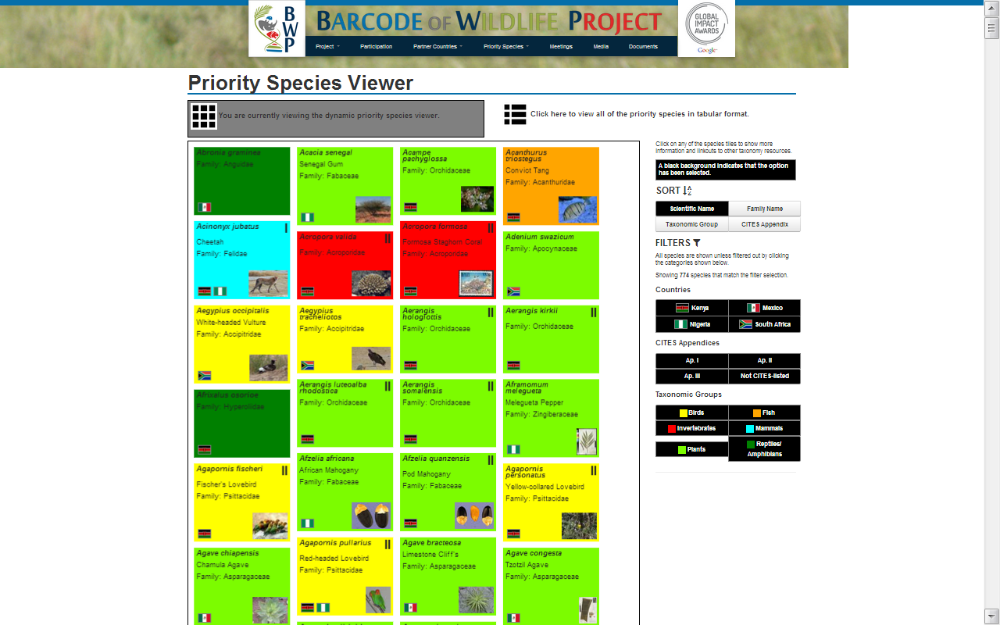 BWP
BARCODE OF WILDLIFE PROJECT
GLOBAL
IMPACT
AWARDS
Google
Project
Participation
Partner Countries
Priority Species
Meetings
Media
Documents
Priority Species Viewer
You are currently viewing the dynamic priority species viewer.
Click here to view all of the priority species in tabular format.
Abronia graminea
Family: Anguidae
Acacia senegal
Senegal Gum
Family: Fabaceae
Acampe
pachyglossa
Family: Orchidaceae
Acanthurus
triostegus
Convict Tang
Family: Acanthuridae
Acinonyx jubatus
I
Cheetah
Family: Felidae
Acropora valida
II
Family: Acroporidae
Acropora formosa
II
Formosa Staghorn Coral
Family: Acroporidae
Adenium swazicum
Family: Apocynaceae
Aegypius occipitalis
White-headed Vulture
Family: Accipitridae
Aegypius
tracheliotos
Family: Accipitridae
Aerangis
hologlottis
II
Family: Orchidaceae
Aerangis kirkii
II
Family: Orchidaceae
Afrixalus osorioe
Family: Hyperoliidae
Aerangis luteoalba
rhodostica
II
Family: Orchidaceae
Aerangis
somalensis
II
Family: Orchidaceae
Aframomum
melegueta
Melegueta Pepper
Family: Zingiberaceae
Agapornis fischeri
II
Fischer's Lovebird
Family: Psittacidae
Afzelia africana
African Mahogany
Family: Fabaceae
Afzelia quanzensis
II
Pod Mahogany
Family: Fabaceae
Agapornis
personatus
II
Yellow-collared Lovebird
Family: Psittacidae
Agave chiapensis
Chamula Agave
Family: Asparagaceae
Agapornis pullarius
II
Red-headed Lovebird
Family: Psittacidae
Agave bracteosa
Limestone Cliff's
Family: Asparagaceae
Agave congesta
Tzotzil Agave
Family: Asparagaceae
Click on any of the species tiles to show more
information and linkouts to other taxonomy resources.
A black background indicates that the option
has been selected.
SORT
Scientific Name
Family Name
Taxonomic Group
CITES Appendix
FILTERS
All species are shown unless filtered out by clicking
the categories shown below.
Showing 774 species that match the filter selection.
Countries
Kenya
Mexico
Nigeria
South Africa
CITES Appendices
Ap. I
Ap. II
Ap. III
Not CITES-listed
Taxonomic Groups
Birds
Fish
Invertebrates
Mammals
Plants
Reptiles/
Amphibians